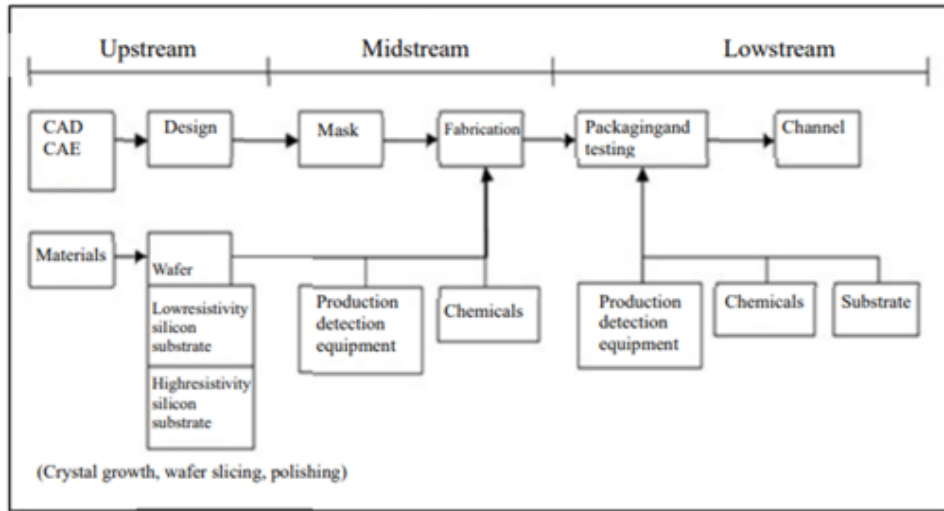 Upstream
Midstream
Lowstream
CAD
CAE
Design
Mask
Fabrication
Packagingand
testing
Channel
Materials
Wafer
Lowresistivity
silicon
substrate
Highresistivity
silicon
substrate
Production
detection
equipment
Chemicals
Production
detection
equipment
Chemicals
Substrate
(Crystal growth, wafer slicing, polishing)